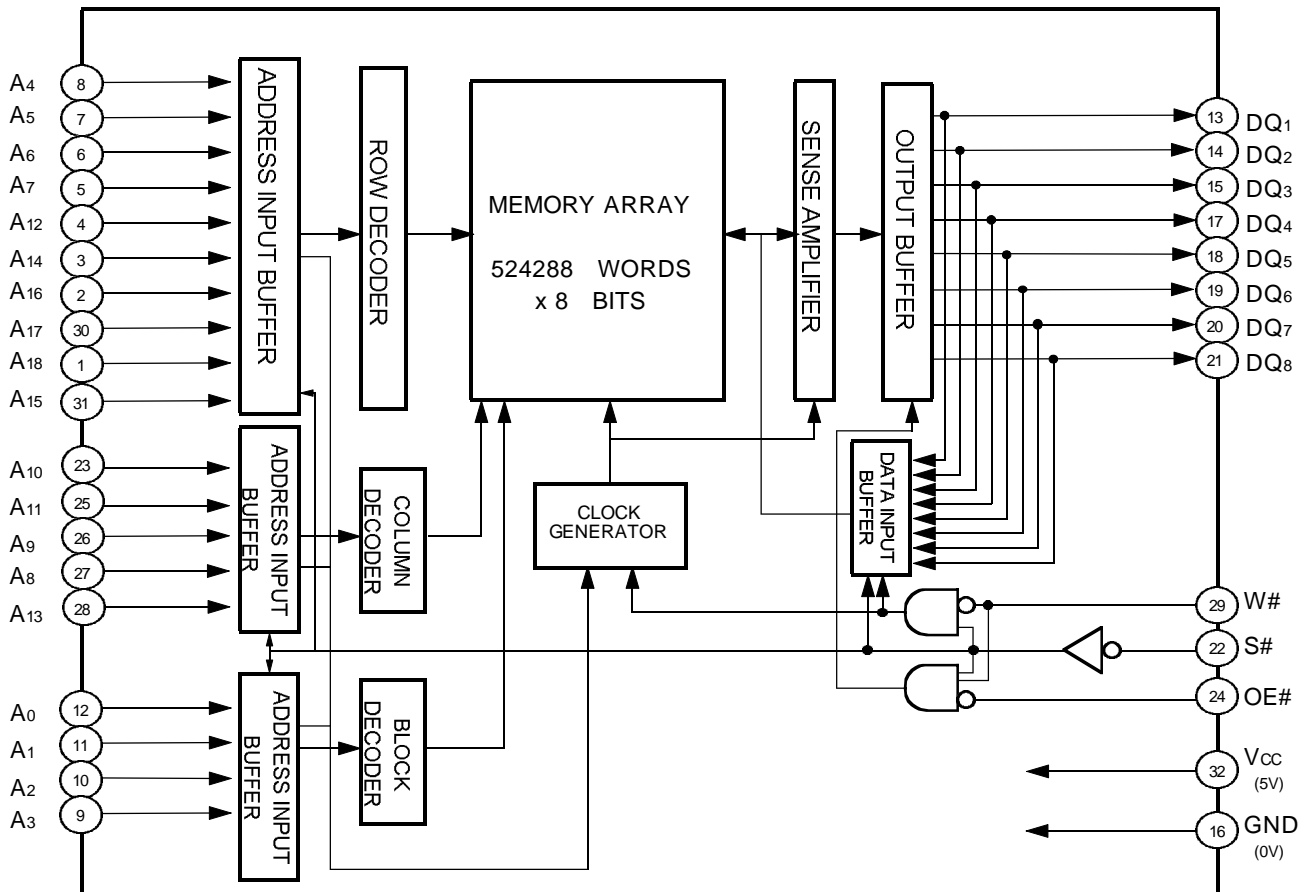 A4 8
A5 7
A6 6
A7 5
A12 4
A14 3
A16 2
A17 30
A18 1
A15 31
A10 23
A11 25
A9 26
A8 27
A13 28
A0 12
A1 11
A2 10
A3 9
ADDRESS INPUT BUFFER
ROW DECODER
ADDRESS INPUT
BUFFER
COLUMN
DECODER
ADDRESS INPUT
BUFFER
BLOCK
DECODER
MEMORY ARRAY
524288 WORDS
x 8 BITS
CLOCK
GENERATOR
SENSE AMPLIFIER
OUTPUT BUFFER
DATA INPUT
BUFFER
13 DQ1
14 DQ2
15 DQ3
17 DQ4
18 DQ5
19 DQ6
20 DQ7
21 DQ8
29 W#
22 S#
24 OE#
32 VCC
(5V)
16 GND
(0V)